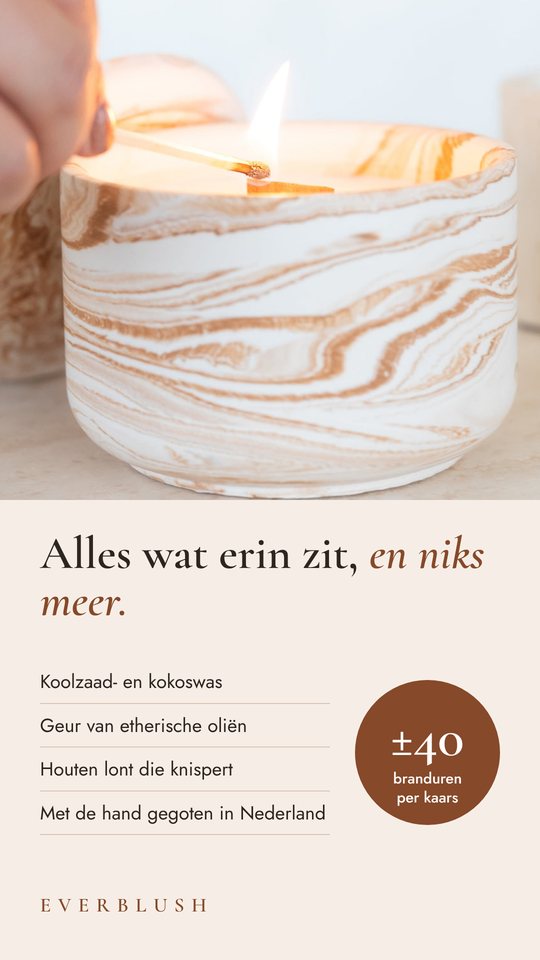 Alles wat erin zit, en niks
meer.
Koolzaad- en kokoswas
Geur van etherische oliën
Houten lont die knispert
Met de hand gegoten in Nederland
±40
branduren
per kaars
EVERBLUSH